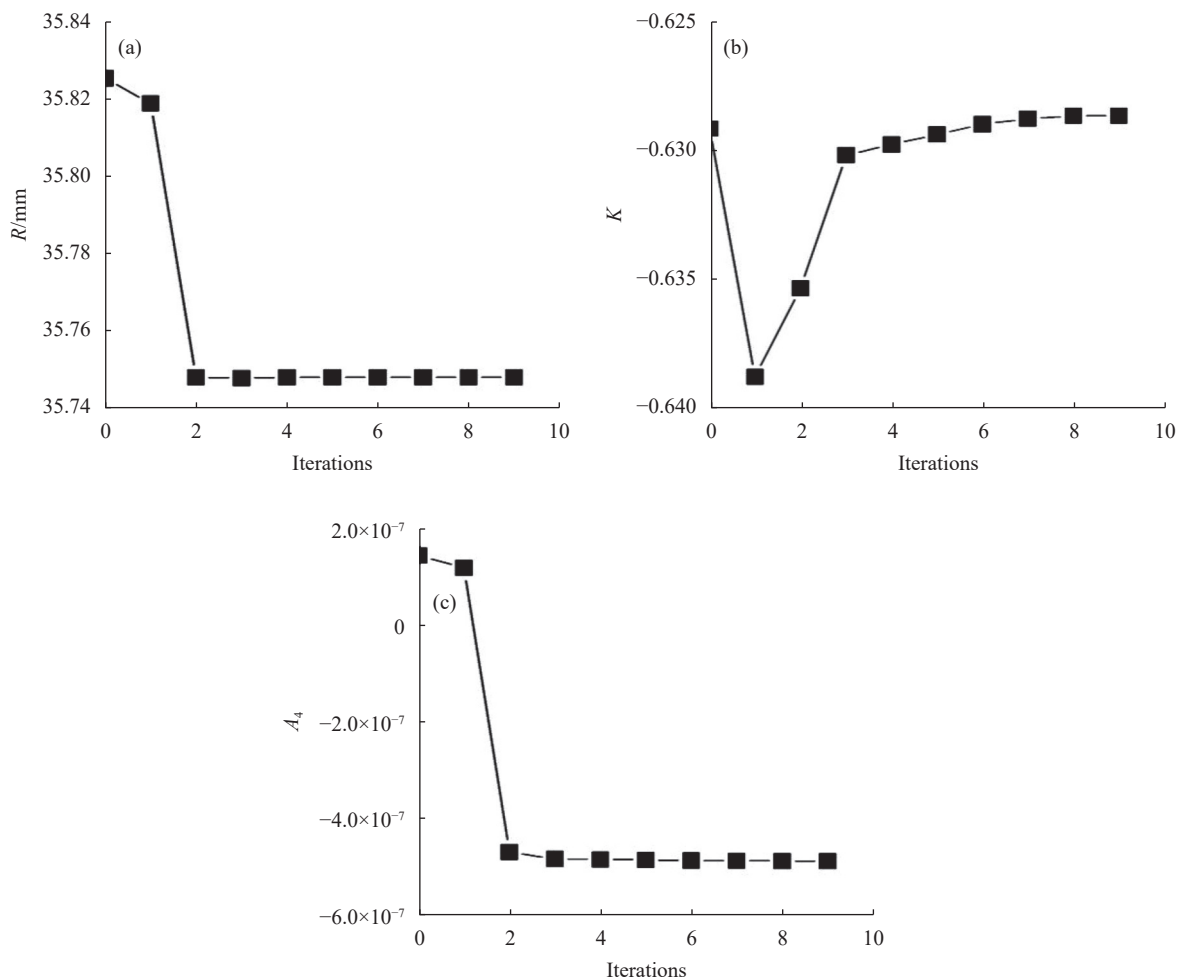 (a)
R/mm
35.84
35.82
35.80
35.78
35.76
35.74
0 2 4 6 8 10
Iterations
(b)
K
−0.625
−0.630
−0.635
−0.640
0 2 4 6 8 10
Iterations
(c)
A₄
2.0×10⁻⁷
0
−2.0×10⁻⁷
−4.0×10⁻⁷
−6.0×10⁻⁷
0 2 4 6 8 10
Iterations